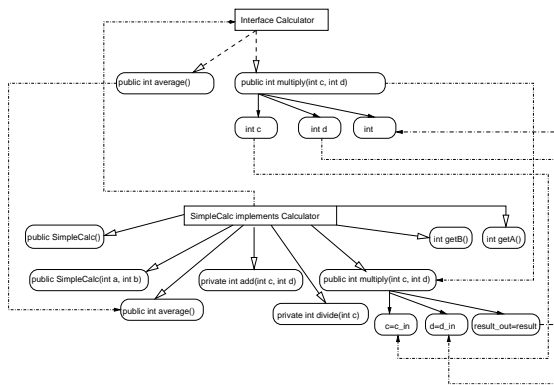 Interface Calculator
public int average()
public int multiply(int c, int d)
int c
int d
int
SimpleCalc implements Calculator
public SimpleCalc()
int getB()
int getA()
public SimpleCalc(int a, int b)
private int add(int c, int d)
public int multiply(int c, int d)
public int average()
private int divide(int c)
c=c_in
d=d_in
result_out=result